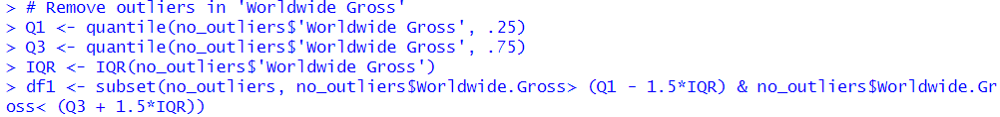 > # Remove outliers in 'Worldwide Gross'
> Q1 <- quantile(no_outliers$'Worldwide Gross', .25)
> Q3 <- quantile(no_outliers$'Worldwide Gross', .75)
> IQR <- IQR(no_outliers$'Worldwide Gross')
> df1 <- subset(no_outliers, no_outliers$Worldwide.Gross> (Q1 - 1.5*IQR) & no_outliers$Worldwide.Gr
oss< (Q3 + 1.5*IQR))